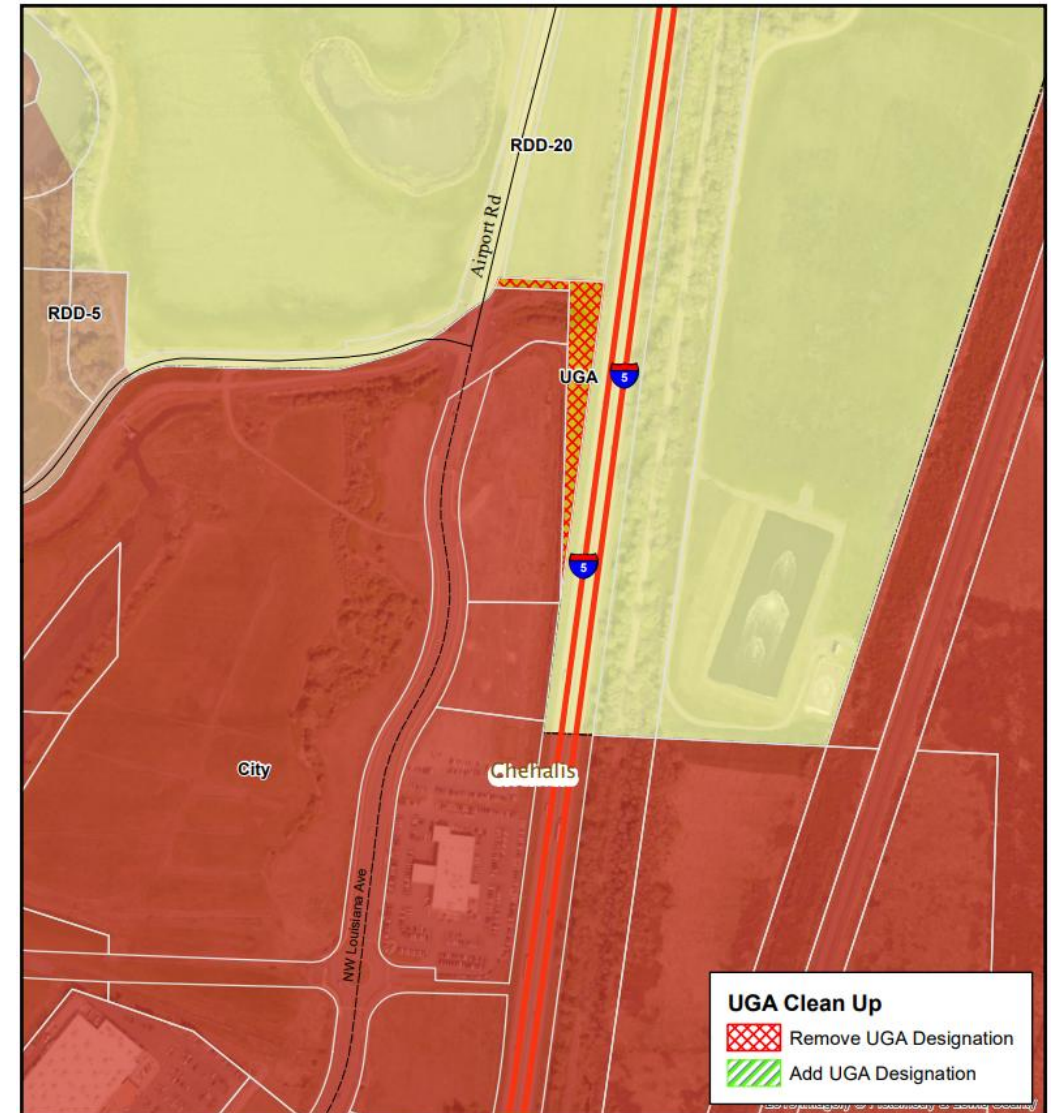 RDD-20
Airport Rd
RDD-5
UGA
5
5
City
Chehalis
NW Louisiana Ave
UGA Clean Up
Remove UGA Designation
Add UGA Designation